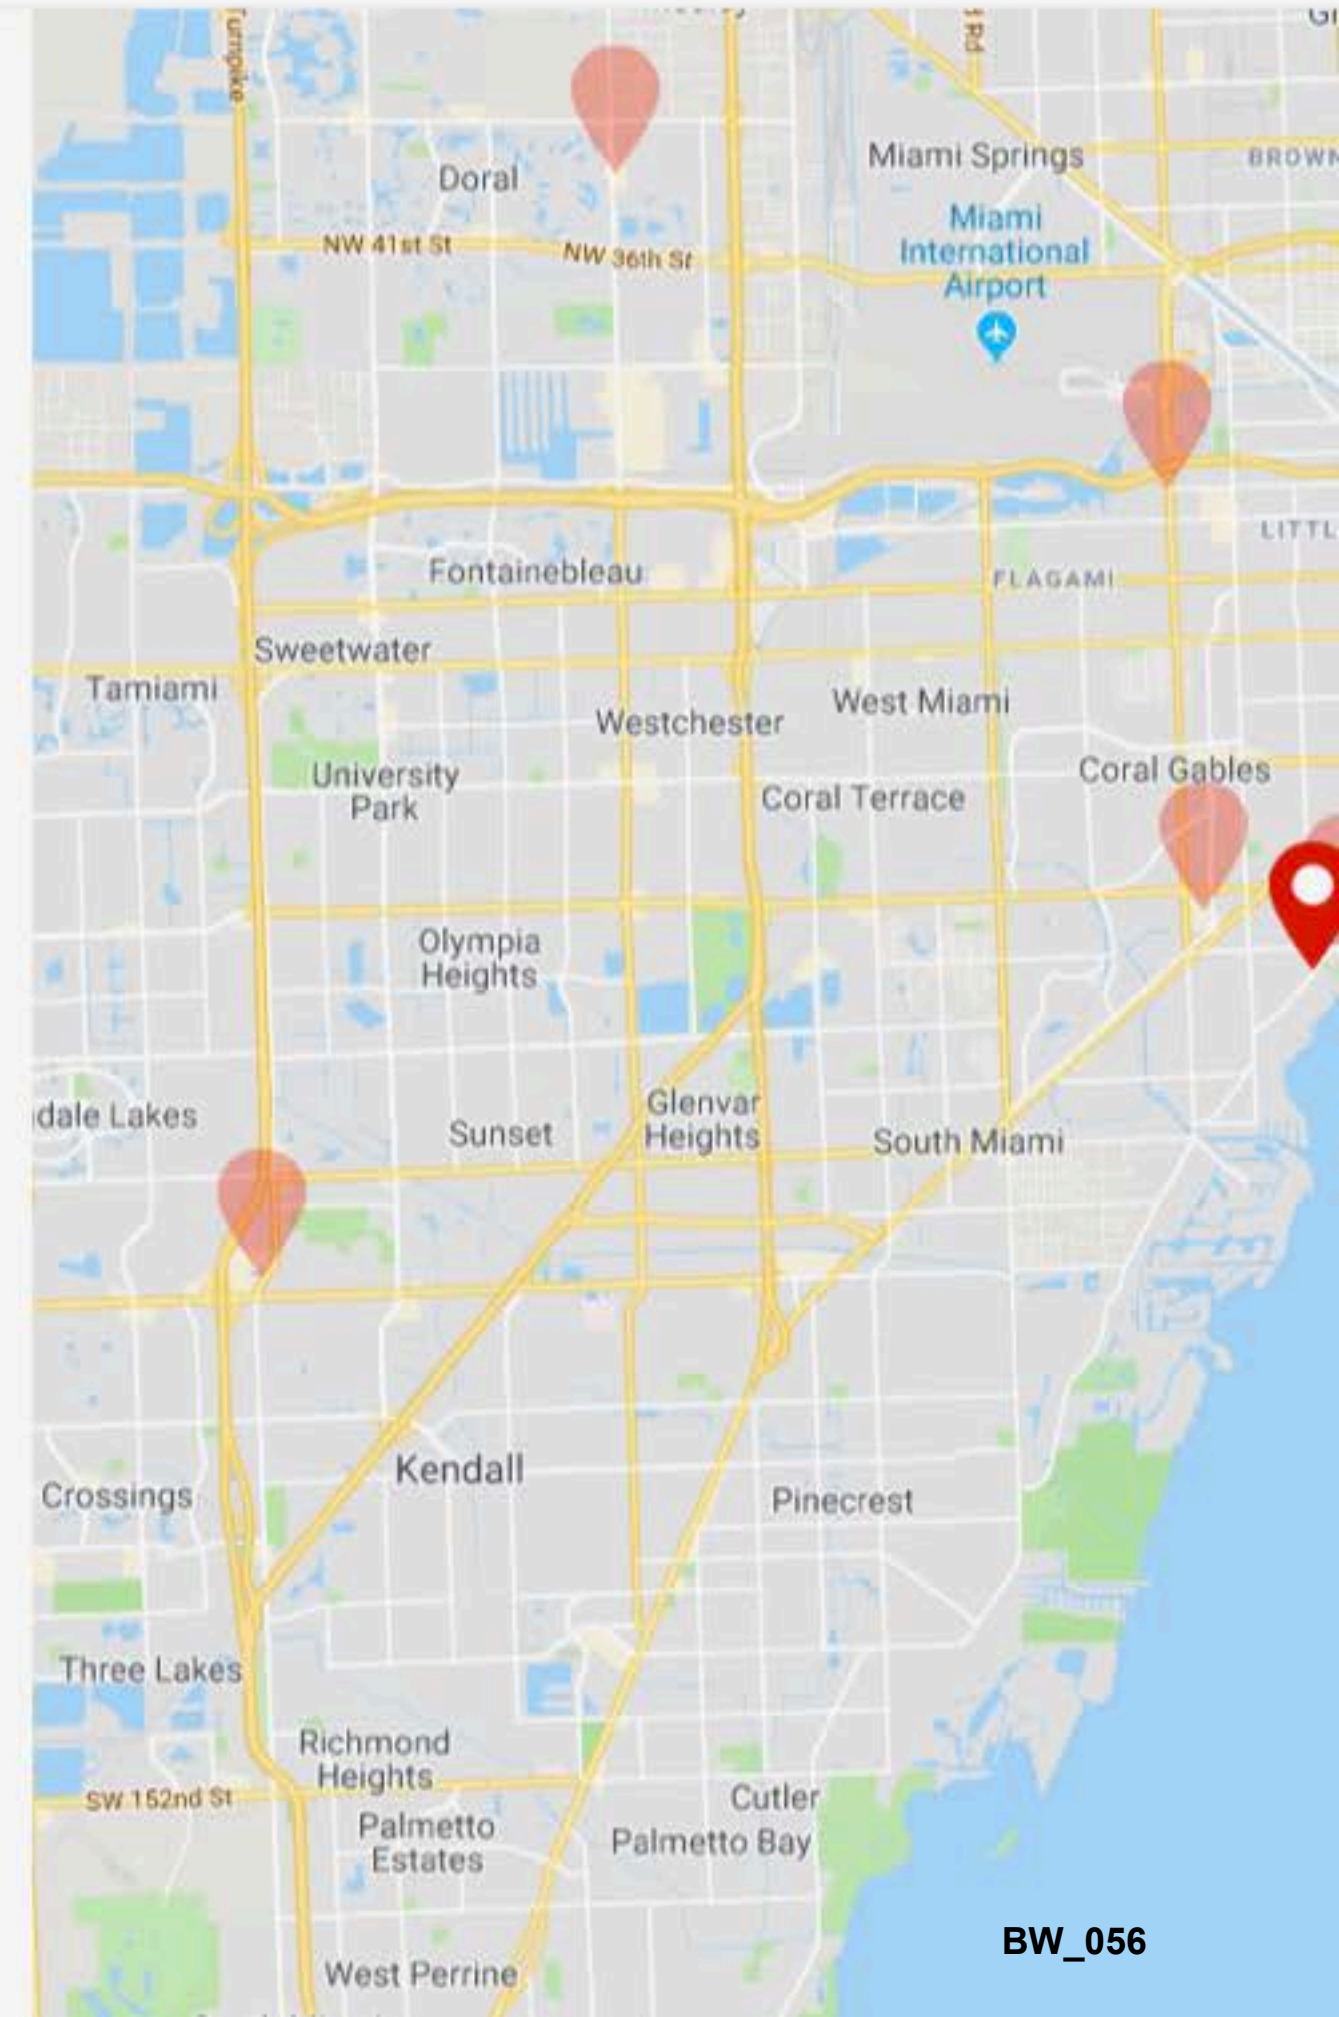 Turnpike
Rd
Miami Springs
BROWN
Doral
Miami
International
Airport
NW 41st St
NW 36th St
LITTL
Fontainebleau
FLAGAMI
Sweetwater
Tamiami
West Miami
Westchester
University
Park
Coral Gables
Coral Terrace
Olympia
Heights
Glenvar
Heights
dale Lakes
Sunset
South Miami
Kendall
Crossings
Pinecrest
Three Lakes
Richmond
Heights
SW 152nd St
Cutler
Palmetto
Estates
Palmetto Bay
BW_056
West Perrine